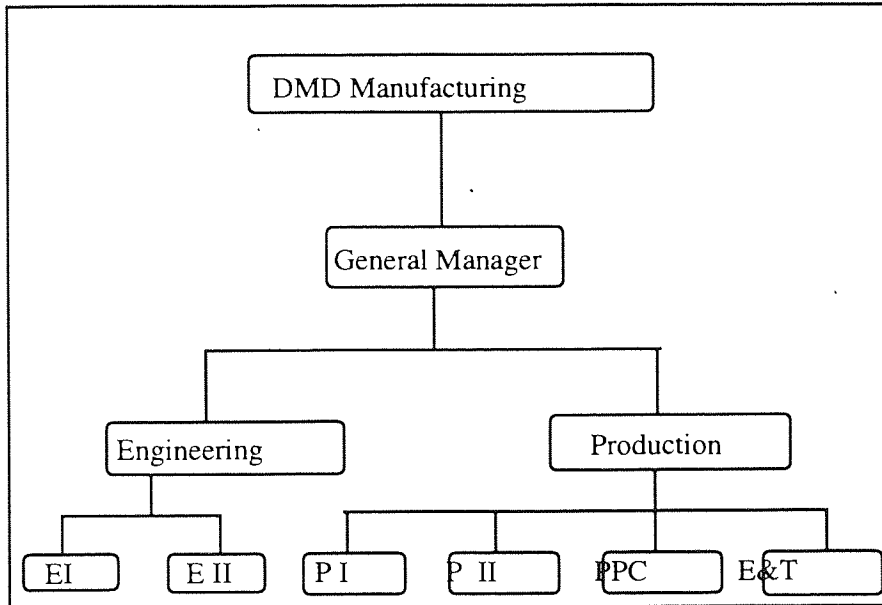 DMD Manufacturing
General Manager
Engineering
Production
EI
E II
P I
P II
PPC
E&T